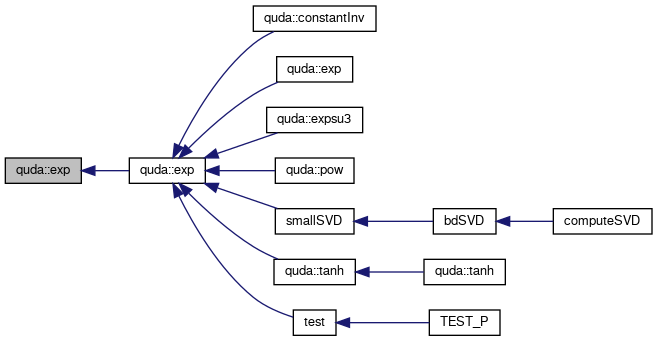 quda::constantInv
quda::exp
quda::expsu3
quda::exp
quda::exp
quda::pow
smallSVD
bdSVD
computeSVD
quda::tanh
quda::tanh
test
TEST_P